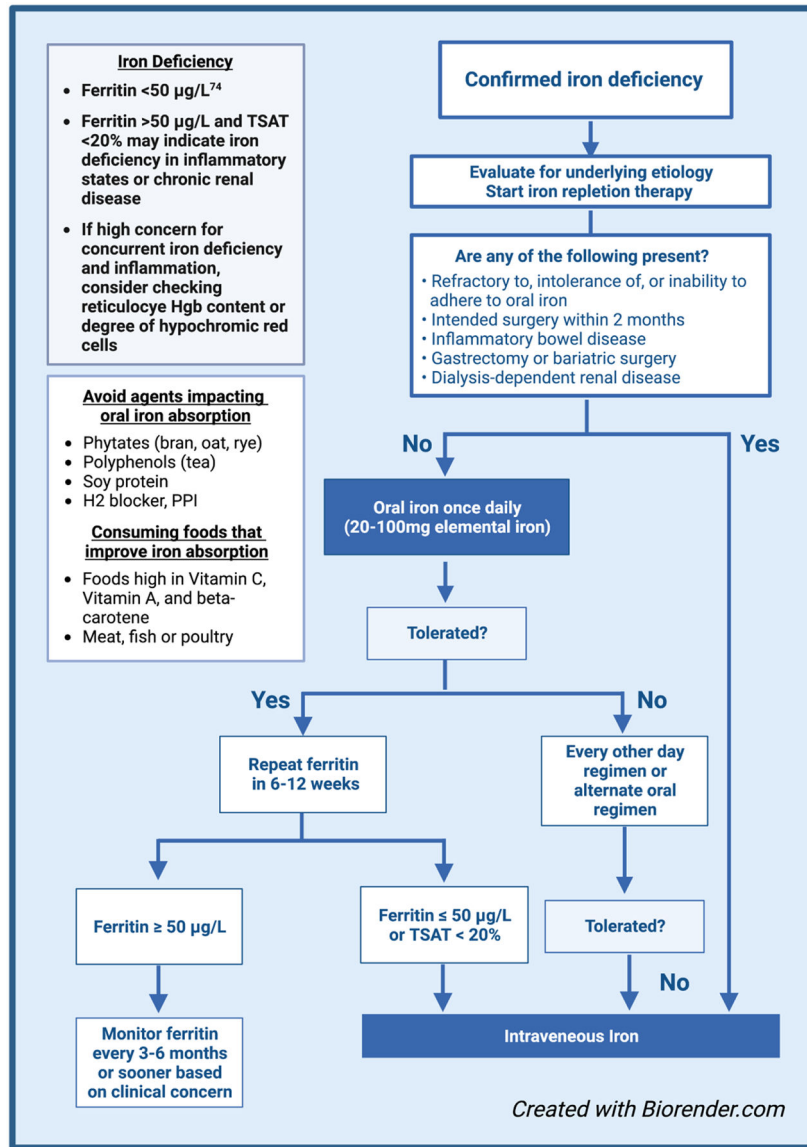 Iron Deficiency
• Ferritin <50 µg/L⁷⁴
• Ferritin >50 µg/L and TSAT
<20% may indicate iron
deficiency in inflammatory
states or chronic renal
disease
• If high concern for
concurrent iron deficiency
and inflammation,
consider checking
reticulocye Hgb content or
degree of hypochromic red
cells
Avoid agents impacting
oral iron absorption
• Phytates (bran, oat, rye)
• Polyphenols (tea)
• Soy protein
• H2 blocker, PPI
Consuming foods that
improve iron absorption
• Foods high in Vitamin C,
Vitamin A, and beta-
carotene
• Meat, fish or poultry
Confirmed iron deficiency
Evaluate for underlying etiology
Start iron repletion therapy
Are any of the following present?
• Refractory to, intolerance of, or inability to
adhere to oral iron
• Intended surgery within 2 months
• Inflammatory bowel disease
• Gastrectomy or bariatric surgery
• Dialysis-dependent renal disease
No
Yes
Oral iron once daily
(20-100mg elemental iron)
Tolerated?
Yes
No
Repeat ferritin
in 6-12 weeks
Every other day
regimen or
alternate oral
regimen
Ferritin ≥ 50 µg/L
Ferritin ≤ 50 µg/L
or TSAT < 20%
Tolerated?
No
Monitor ferritin
every 3-6 months
or sooner based
on clinical concern
Intraveneous Iron
Created with Biorender.com